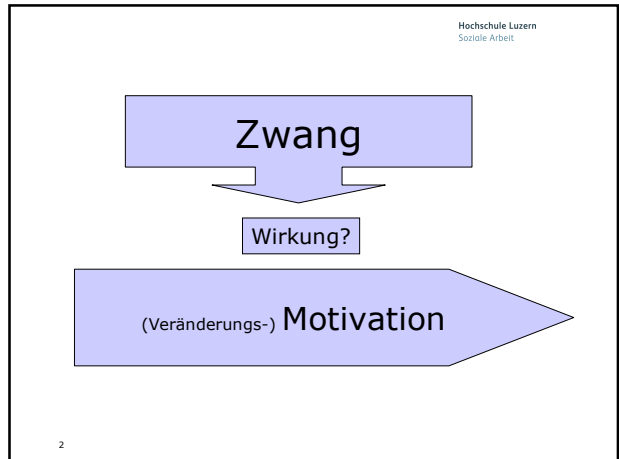 Hochschule Luzern
Soziale Arbeit
Zwang
Wirkung?
(Veränderungs-) Motivation
2